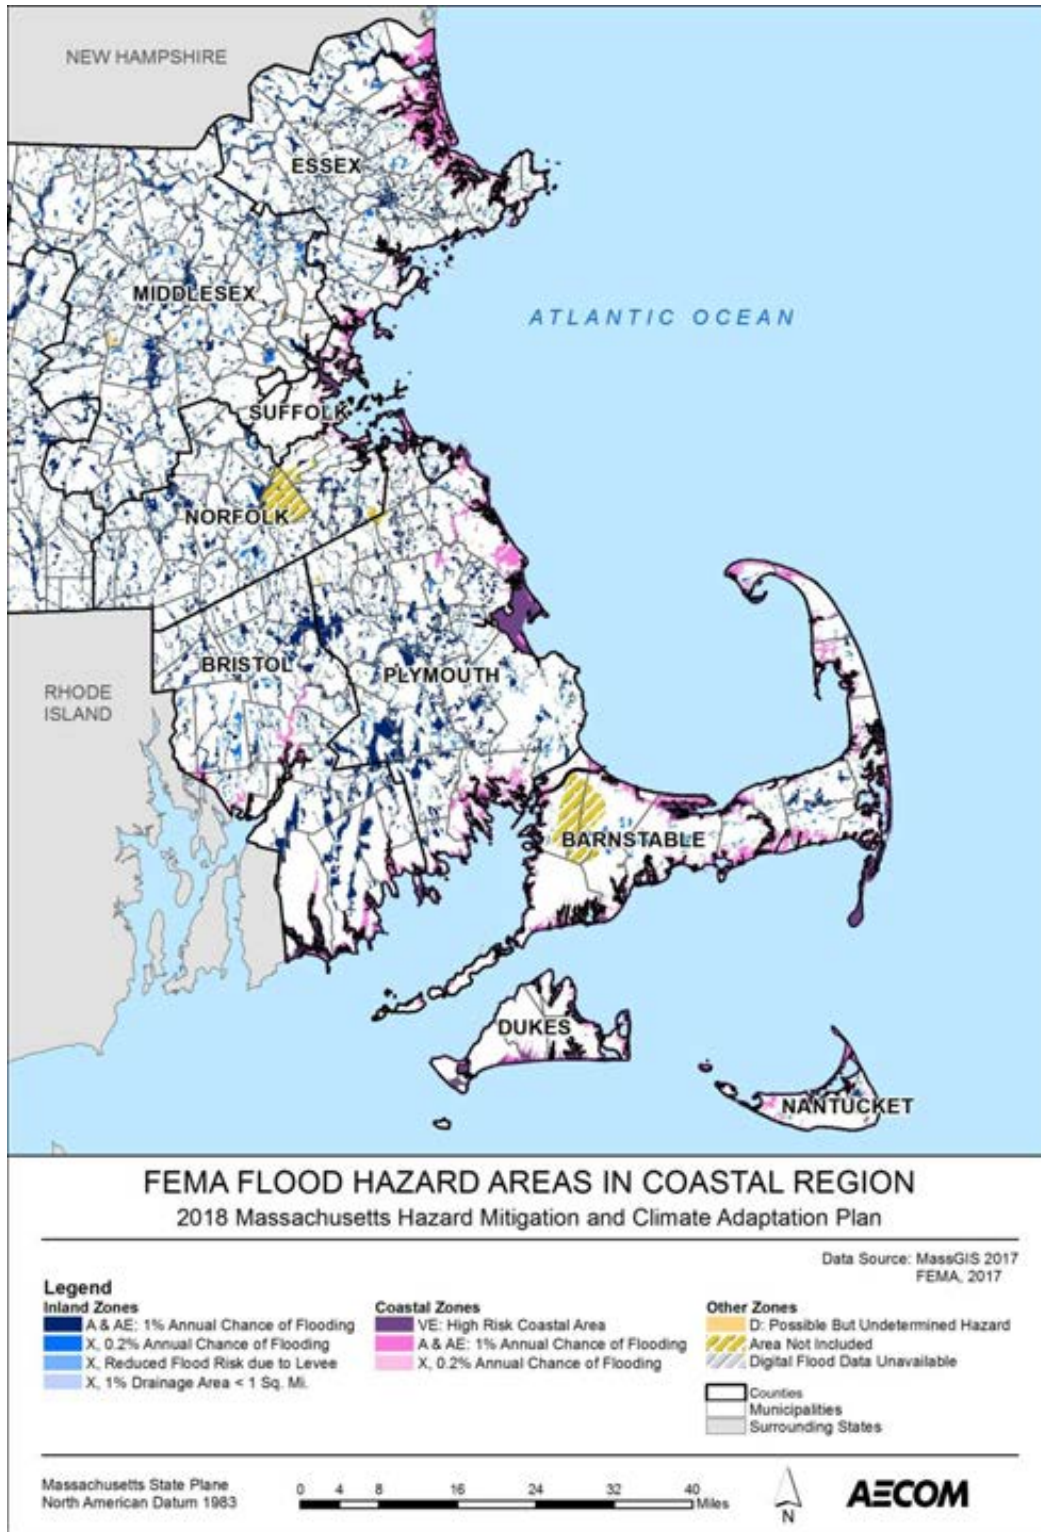 NEW HAMPSHIRE
ESSEX
MIDDLESEX
ATLANTIC OCEAN
SUFFOLK
NORFOLK
BRISTOL
PLYMOUTH
RHODE
ISLAND
BARNSTABLE
DUKES
NANTUCKET
FEMA FLOOD HAZARD AREAS IN COASTAL REGION
2018 Massachusetts Hazard Mitigation and Climate Adaptation Plan
Data Source: MassGIS 2017
FEMA, 2017
Legend
Inland Zones
A & AE: 1% Annual Chance of Flooding
X, 0.2% Annual Chance of Flooding
X, Reduced Flood Risk due to Levee
X, 1% Drainage Area < 1 Sq. Mi.
Coastal Zones
VE: High Risk Coastal Area
A & AE: 1% Annual Chance of Flooding
X, 0.2% Annual Chance of Flooding
Other Zones
D: Possible But Undetermined Hazard
Area Not Included
Digital Flood Data Unavailable
Counties
Municipalities
Surrounding States
Massachusetts State Plane
North American Datum 1983
0 4 8 16 24 32 40
Miles
N
AECOM